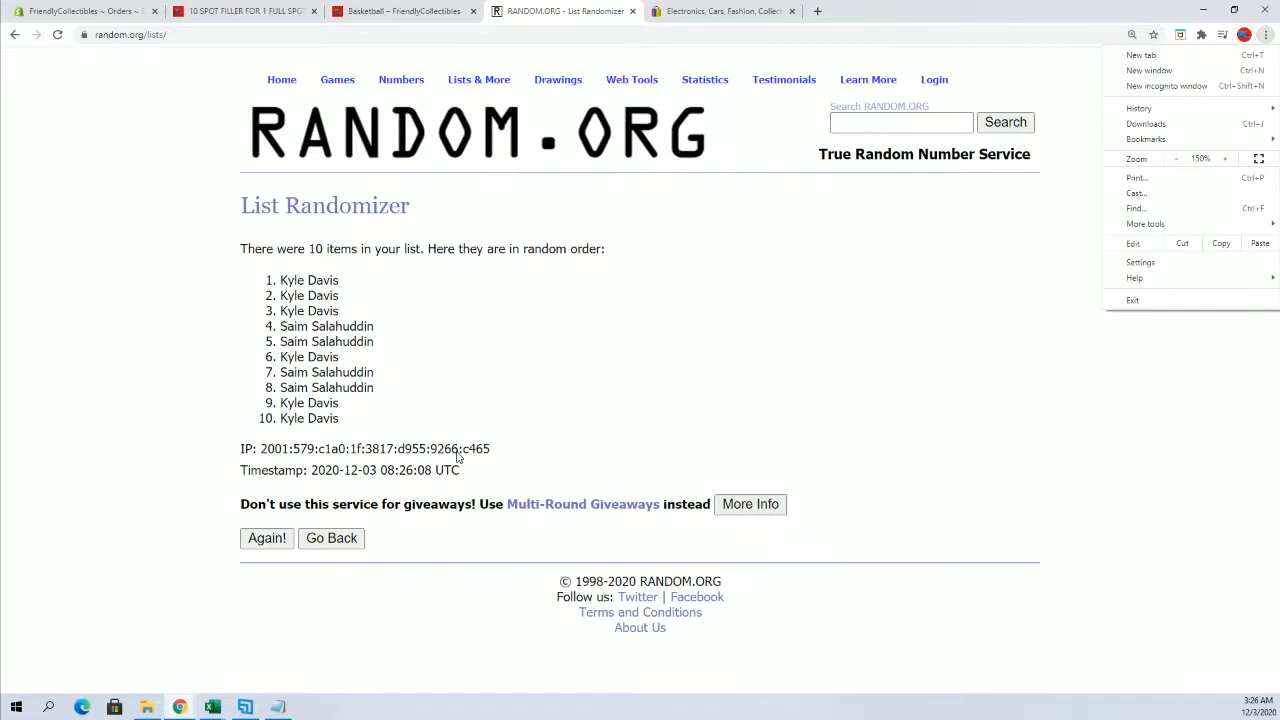 FriendlyCollectibles ~ Orders ~ S
10 SPOT FILLER FOR 1 FULL SPO
Basketball – FriendlyCollectibles
RANDOM.ORG - List Randomizer
Electronics, Cars, Fashion, Collec
random.org/lists/
Home Games Numbers Lists & More Drawings Web Tools Statistics Testimonials Learn More Login
RANDOM.ORG
Search RANDOM.ORG
Search
True Random Number Service
List Randomizer
There were 10 items in your list. Here they are in random order:
1. Kyle Davis
2. Kyle Davis
3. Kyle Davis
4. Saim Salahuddin
5. Saim Salahuddin
6. Kyle Davis
7. Saim Salahuddin
8. Saim Salahuddin
9. Kyle Davis
10. Kyle Davis
IP: 2001:579:c1a0:1f:3817:d955:9266:c465
Timestamp: 2020-12-03 08:26:08 UTC
Don't use this service for giveaways! Use Multi-Round Giveaways instead More Info
Again! Go Back
© 1998-2020 RANDOM.ORG
Follow us: Twitter | Facebook
Terms and Conditions
About Us
New tab Ctrl+T
New window Ctrl+N
New incognito window Ctrl+Shift+N
History
Downloads Ctrl+J
Bookmarks
Zoom - 150% +
Print... Ctrl+P
Cast...
Find... Ctrl+F
More tools
Edit Cut Copy Paste
Settings
Help
Exit
3:26 AM
12/3/2020